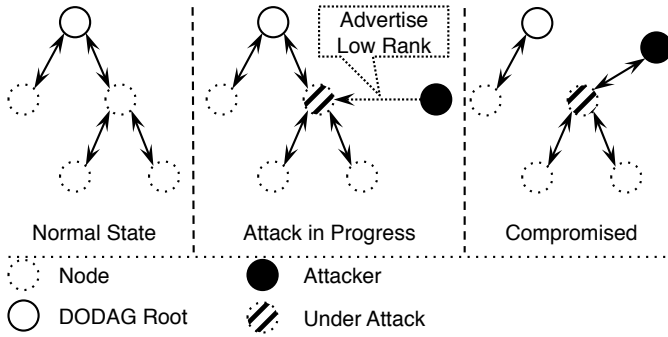 Advertise
Low Rank
Normal State
Attack in Progress
Compromised
Node
Attacker
DODAG Root
Under Attack